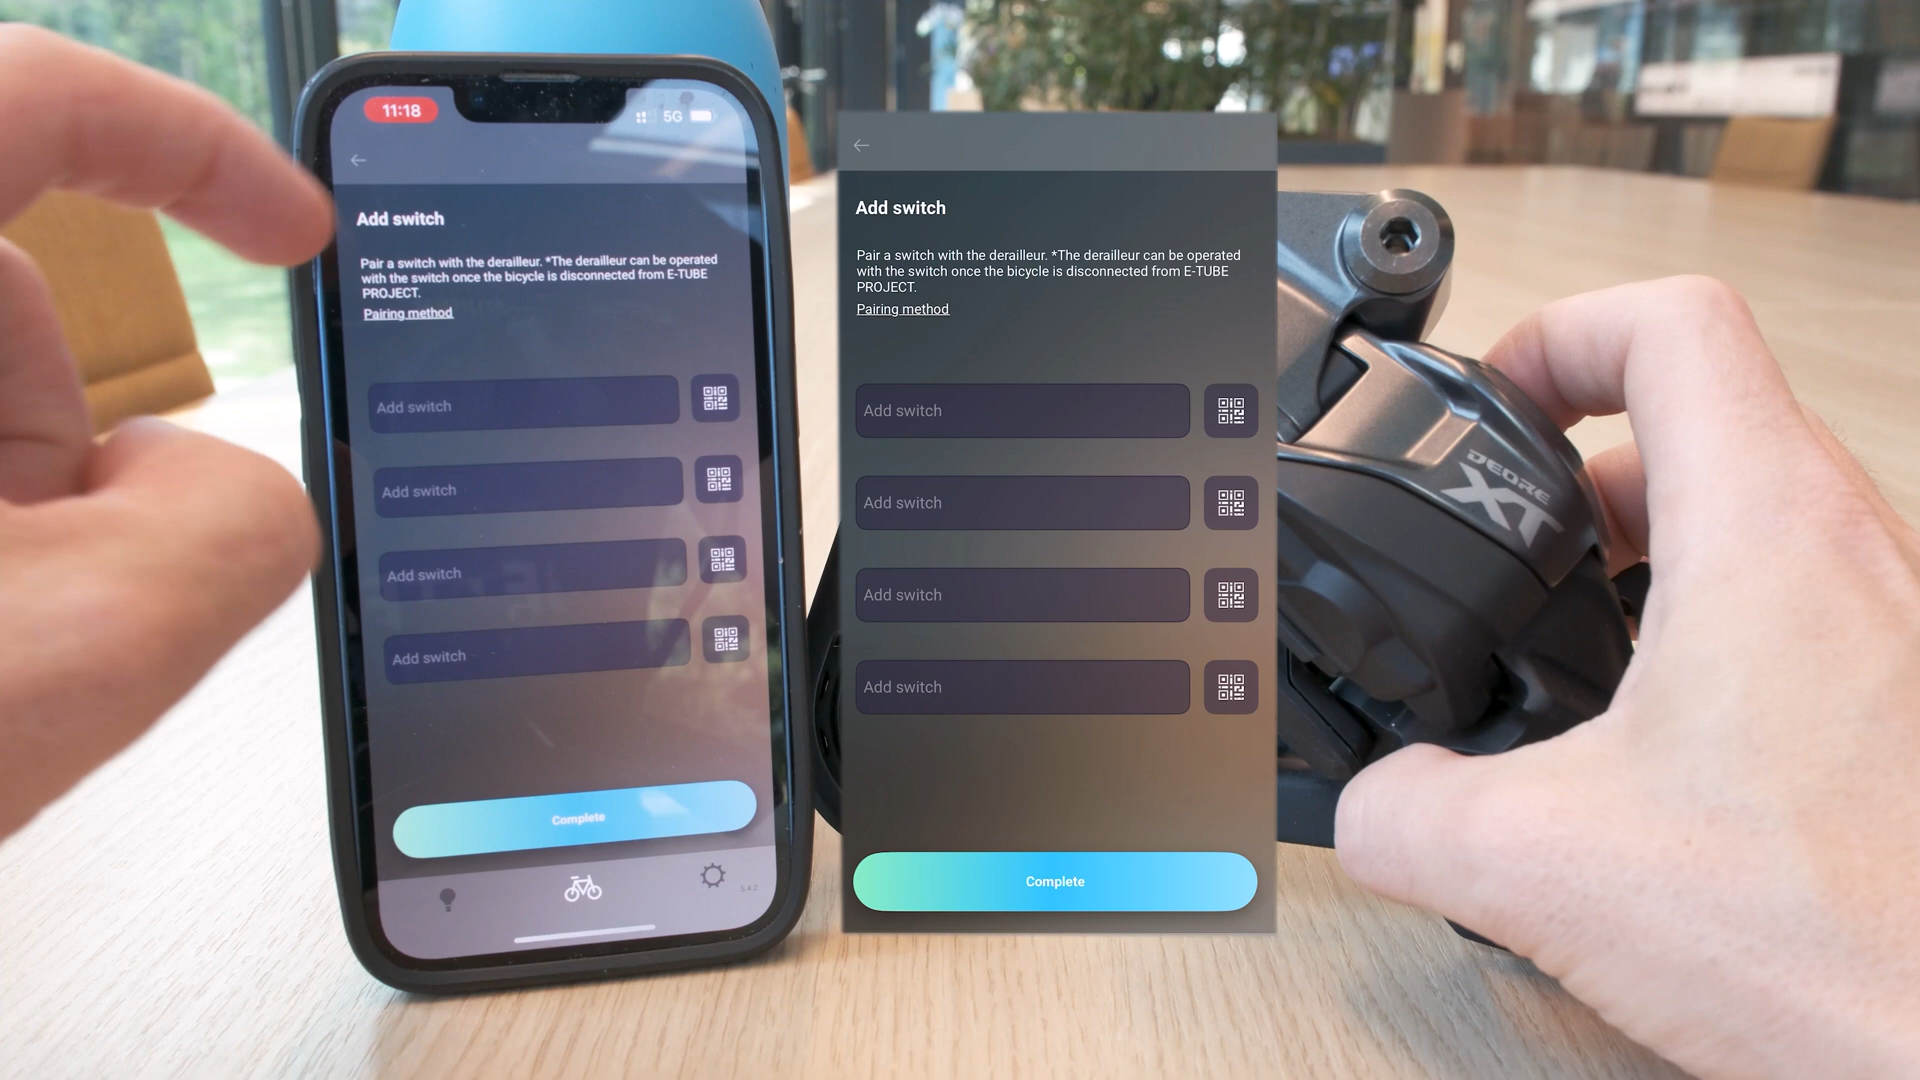 11:18
5G
Add switch
Pair a switch with the derailleur. *The derailleur can be operated
with the switch once the bicycle is disconnected from E-TUBE
PROJECT.
Pairing method
Add switch
Add switch
Add switch
Add switch
Complete
5.4.2
Add switch
Pair a switch with the derailleur. *The derailleur can be operated
with the switch once the bicycle is disconnected from E-TUBE
PROJECT.
Pairing method
Add switch
Add switch
Add switch
Add switch
Complete
DEORE
XT